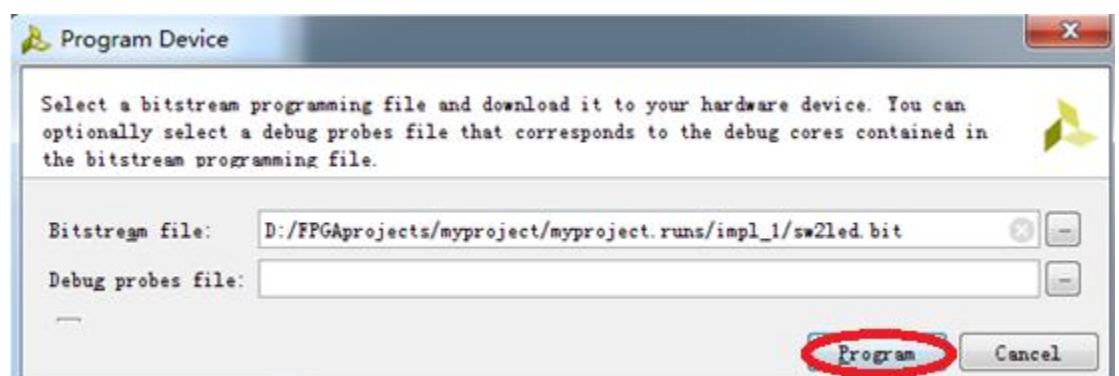 Program Device
Select a bitstream programming file and download it to your hardware device. You can
optionally select a debug probes file that corresponds to the debug cores contained in
the bitstream programming file.
Bitstream file: D:/FPGAprojects/myproject/myproject.runs/impl_1/sw2led.bit
Debug probes file:
Program Cancel